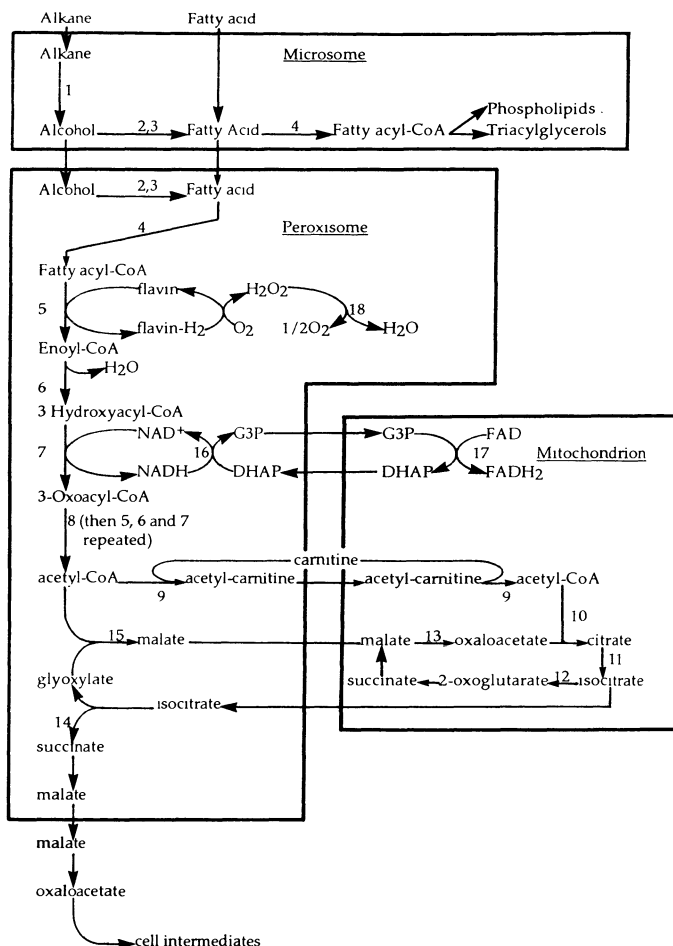 Alkane Fatty acid
Alkane Microsome
1
Alcohol 2,3 Fatty Acid 4 Fatty acyl-CoA Phospholipids .
Triacylglycerols
Alcohol 2,3 Fatty acid
4 Peroxisome
Fatty acyl-CoA
flavin H2O2
5 18
flavin-H2 O2 1/2O2 H2O
Enoyl-CoA
H2O
6
3 Hydroxyacyl-CoA
NAD+ G3P G3P FAD
7 16 17 Mitochondrion
NADH DHAP DHAP FADH2
3-Oxoacyl-CoA
8 (then 5, 6 and 7
repeated)
carnitine
acetyl-CoA acetyl-carnitine acetyl-carnitine acetyl-CoA
9 9
10
15 malate malate 13 oxaloacetate citrate
11
glyoxylate succinate 2-oxoglutarate 12 isocitrate
isocitrate
14
succinate
malate
malate
oxaloacetate
cell intermediates